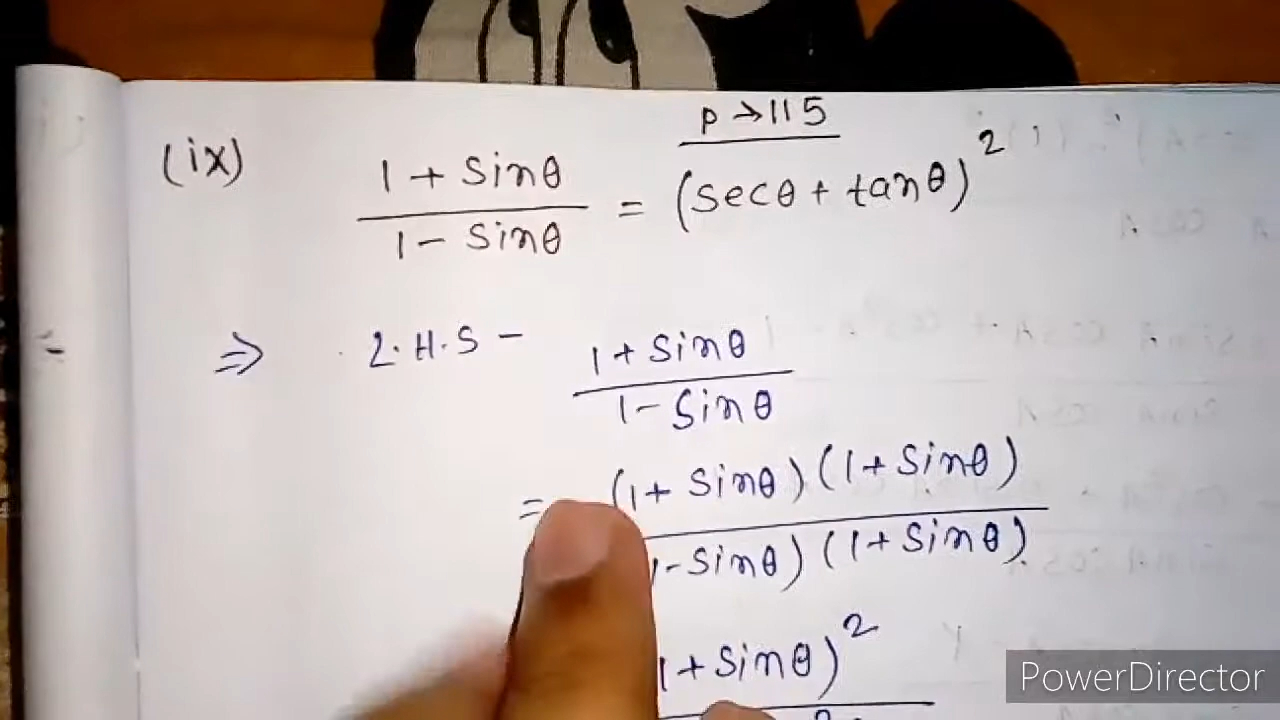 P → 115
(ix) 1 + Sinθ / 1 - Sinθ = (Secθ + tanθ)²
⇒ L.H.S - 1 + Sinθ / 1 - Sinθ
= (1 + Sinθ)(1 + Sinθ) / 1 - Sinθ)(1 + Sinθ)
1 + Sinθ)²
PowerDirector